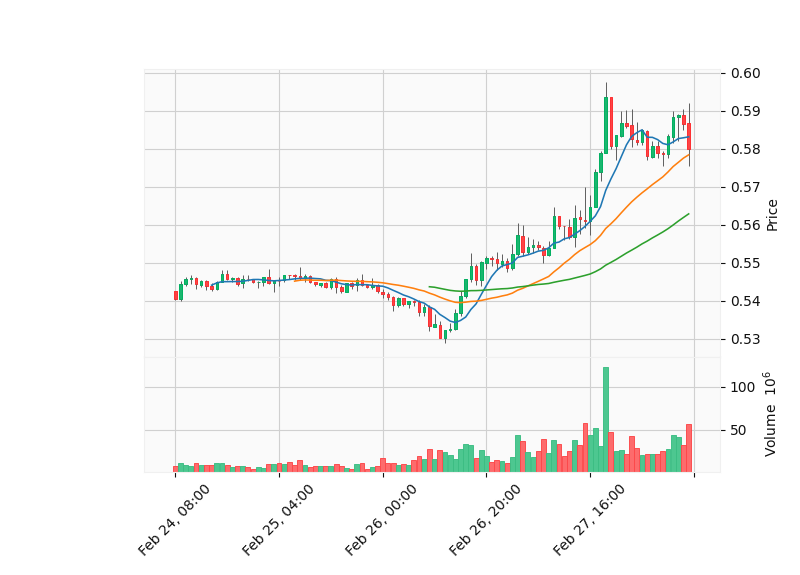 0.60
0.59
0.58
0.57
0.56
0.55
0.54
0.53
Price
100
50
Volume 10^6
Feb 24, 08:00
Feb 25, 04:00
Feb 26, 00:00
Feb 26, 20:00
Feb 27, 16:00